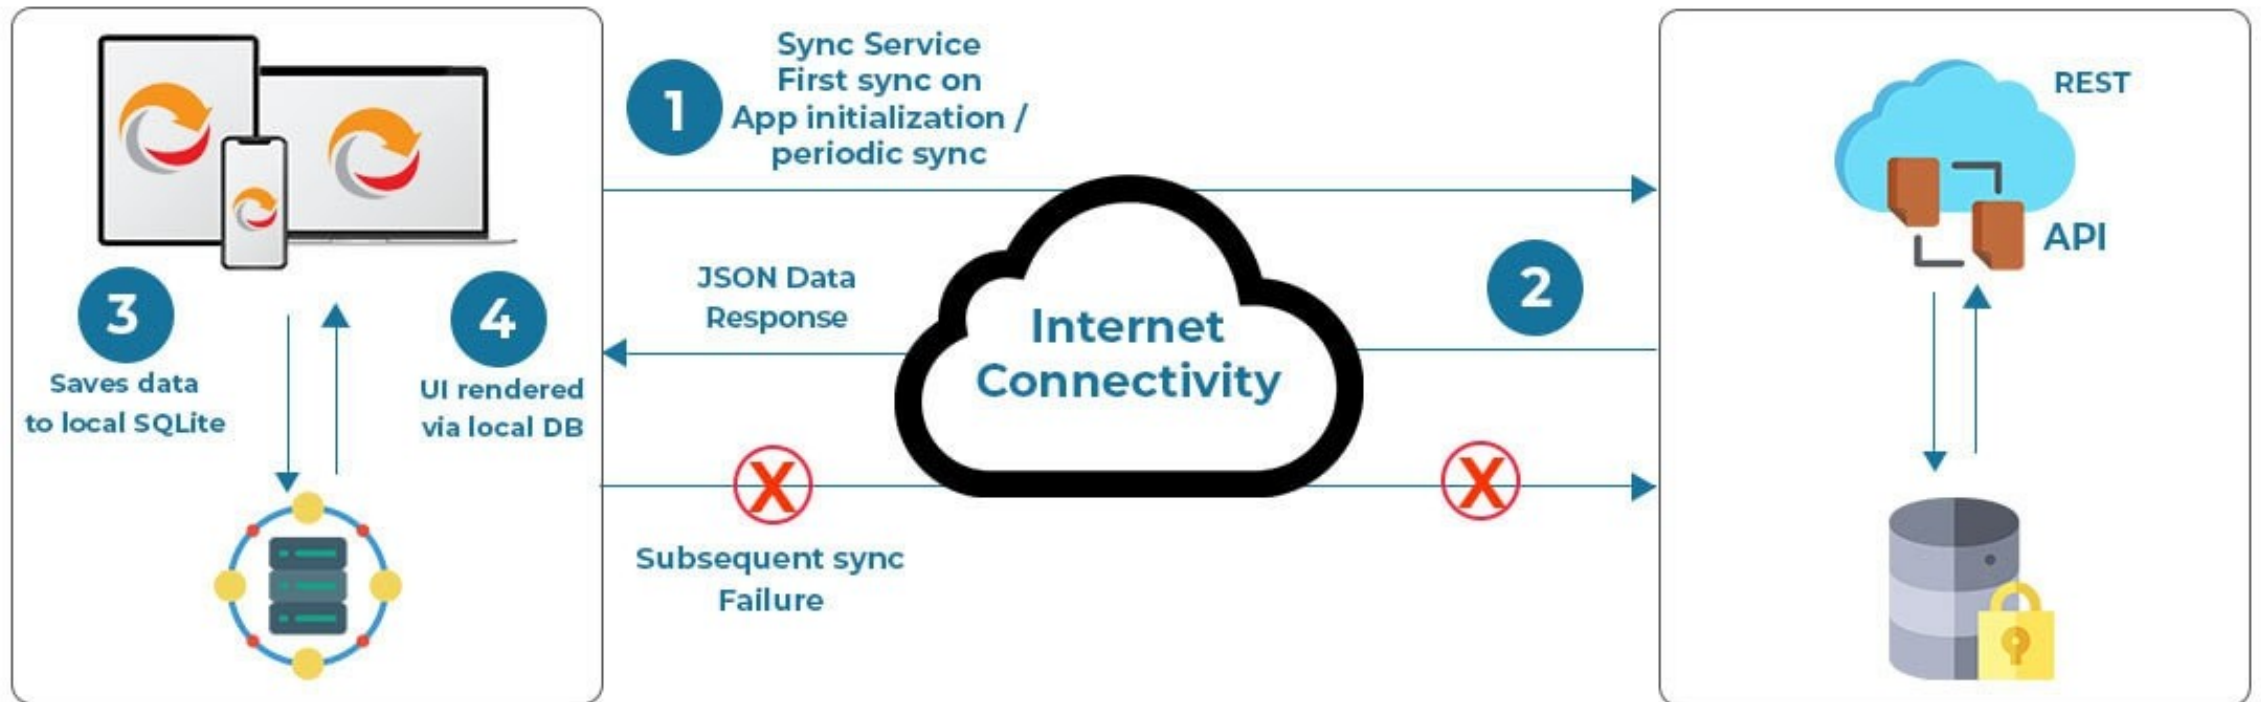 1
Sync Service
First sync on
App initialization /
periodic sync
REST
API
2
JSON Data
Response
Internet
Connectivity
3
Saves data
to local SQLite
4
UI rendered
via local DB
X
X
Subsequent sync
Failure